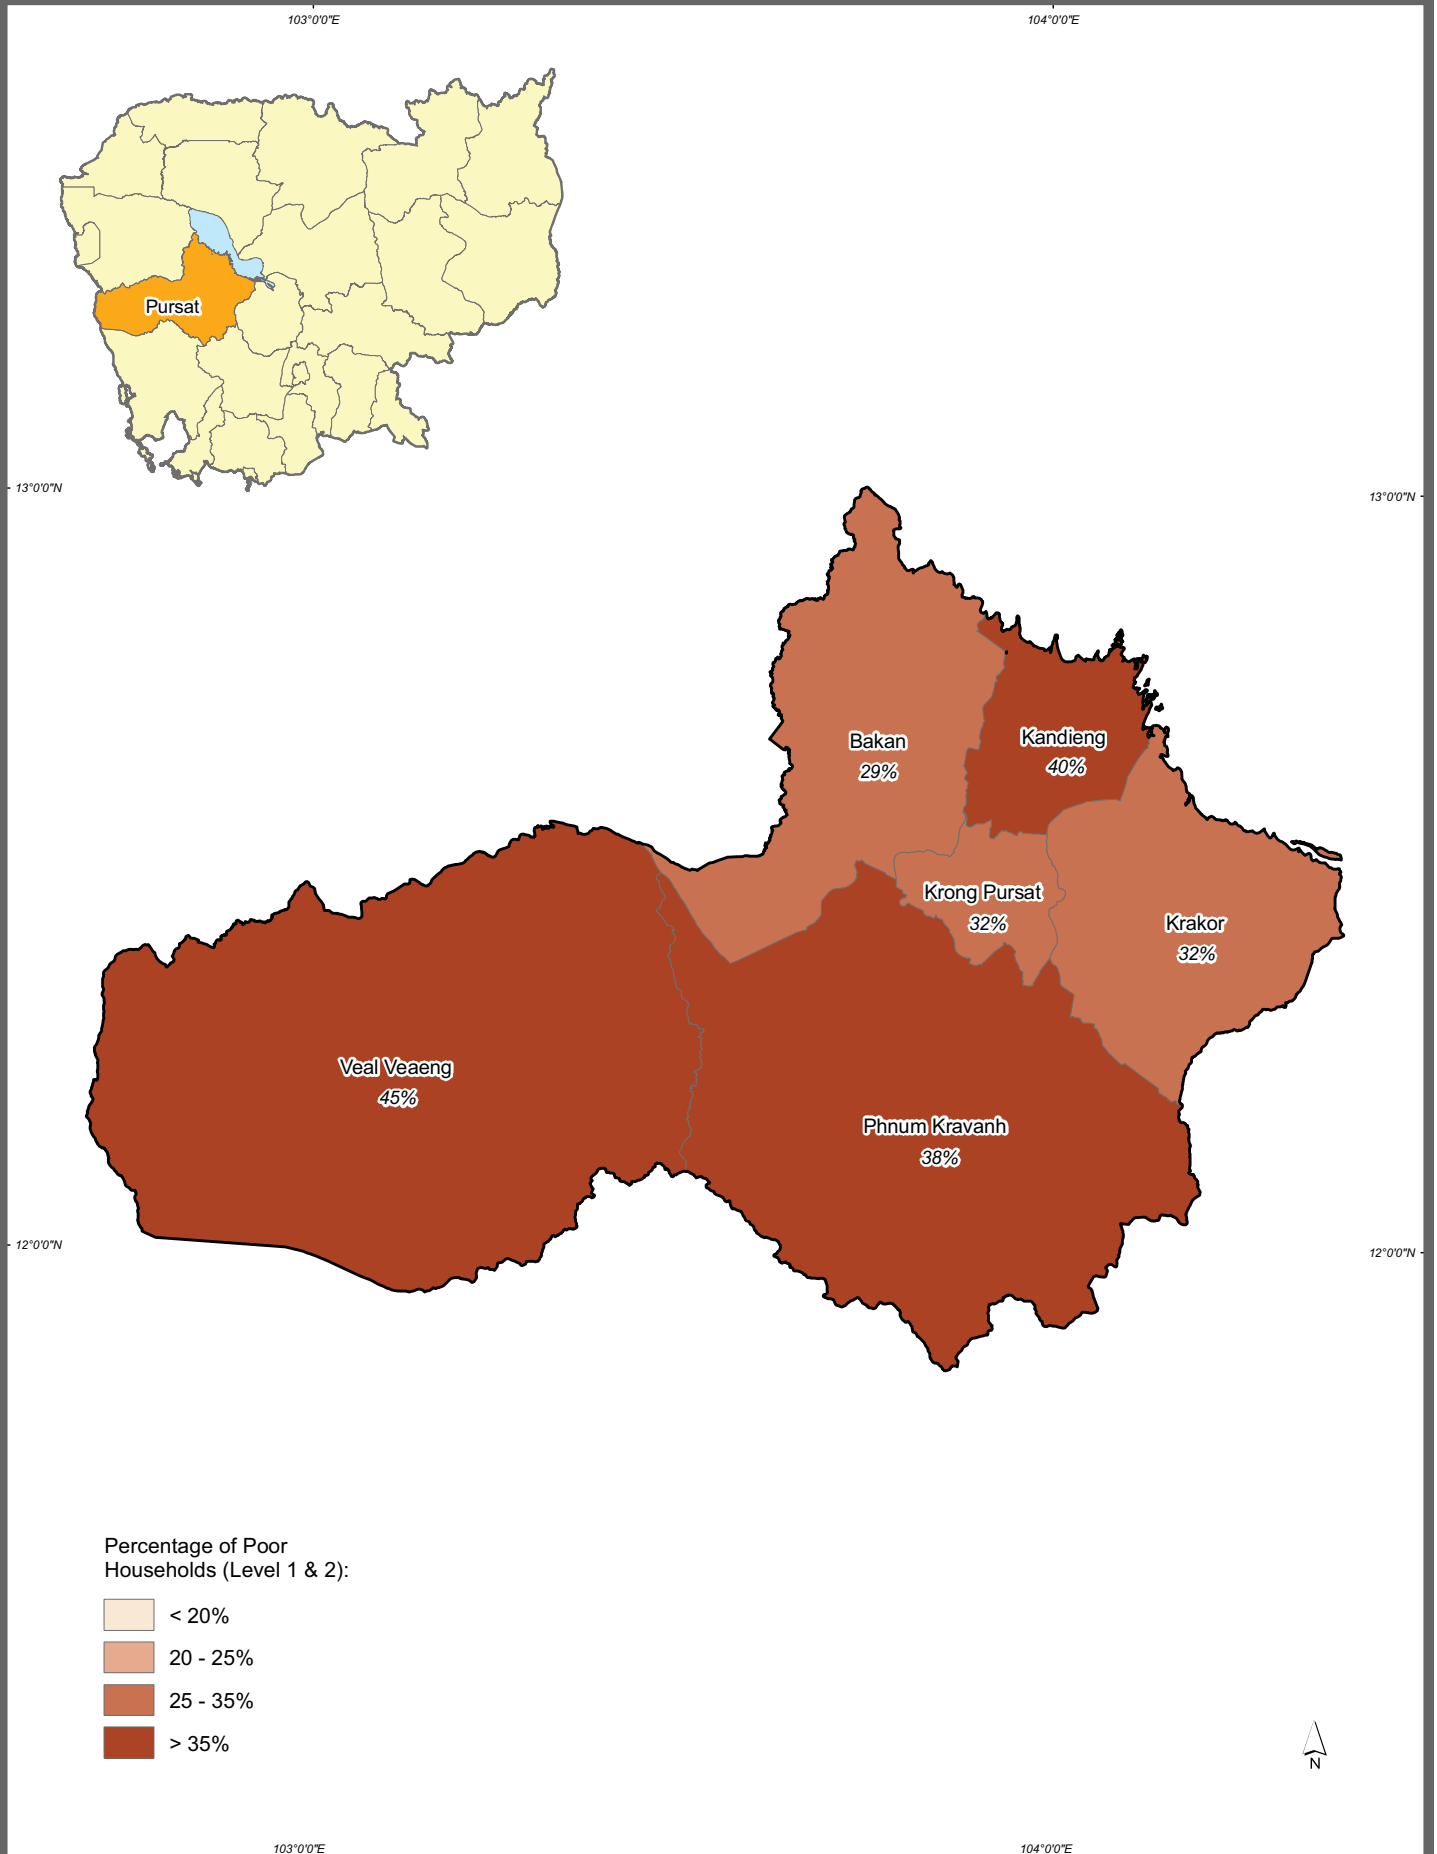 103°0'0"E
104°0'0"E
Pursat
13°0'0"N
13°0'0"N
Bakan
29%
Kandieng
40%
Krong Pursat
32%
Krakor
32%
Veal Veaeng
45%
Phnum Kravanh
38%
12°0'0"N
12°0'0"N
Percentage of Poor
Households (Level 1 & 2):
< 20%
20 - 25%
25 - 35%
> 35%
N
103°0'0"E
104°0'0"E